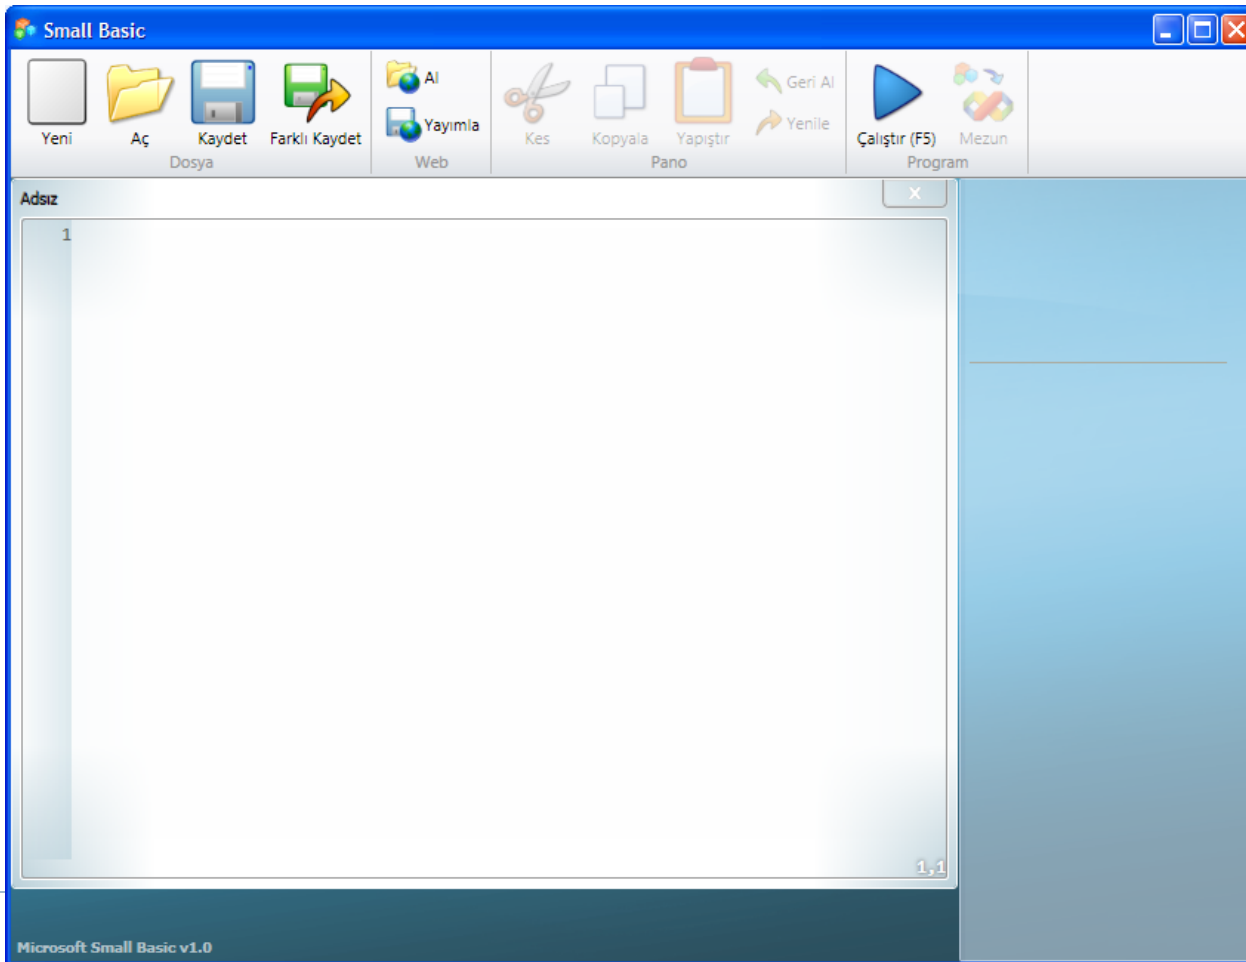 Small Basic
Yeni
Aç
Kaydet
Farklı Kaydet
Dosya
Al
Yayımla
Web
Kes
Kopyala
Yapıştır
Geri Al
Yenile
Pano
Çalıştır (F5)
Mezun
Program
Adsız
1
1,1
Microsoft Small Basic v1.0